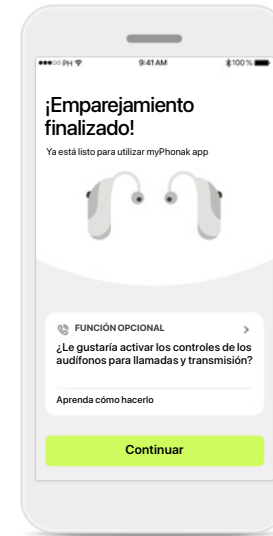 PH 9:41 AM 100 %
¡Emparejamiento
finalizado!
Ya está listo para utilizar myPhonak app
FUNCIÓN OPCIONAL
¿Le gustaría activar los controles de los
audífonos para llamadas y transmisión?
Aprenda cómo hacerlo
Continuar